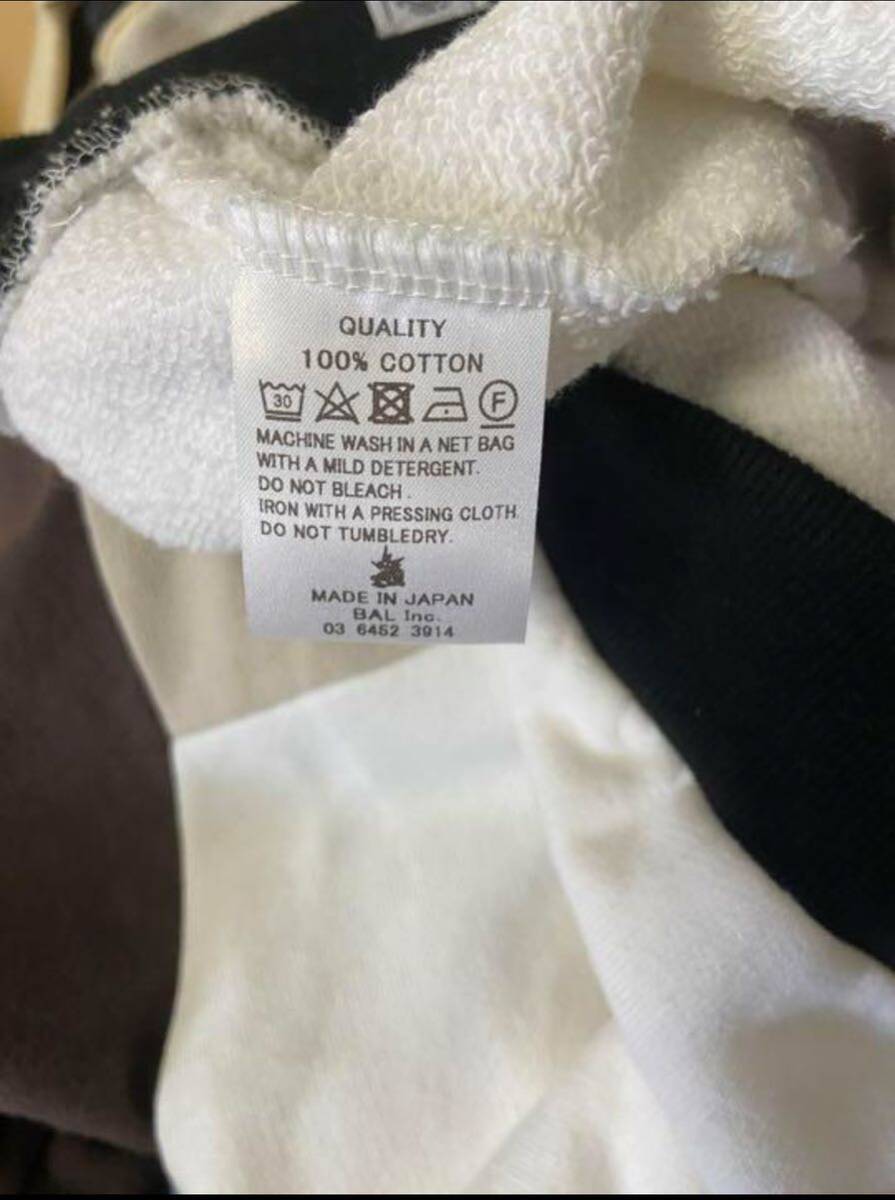 QUALITY
100% COTTON
30 F
MACHINE WASH IN A NET BAG
WITH A MILD DETERGENT.
DO NOT BLEACH.
IRON WITH A PRESSING CLOTH.
DO NOT TUMBLEDRY.
MADE IN JAPAN
BAL Inc.
03 6452 3914